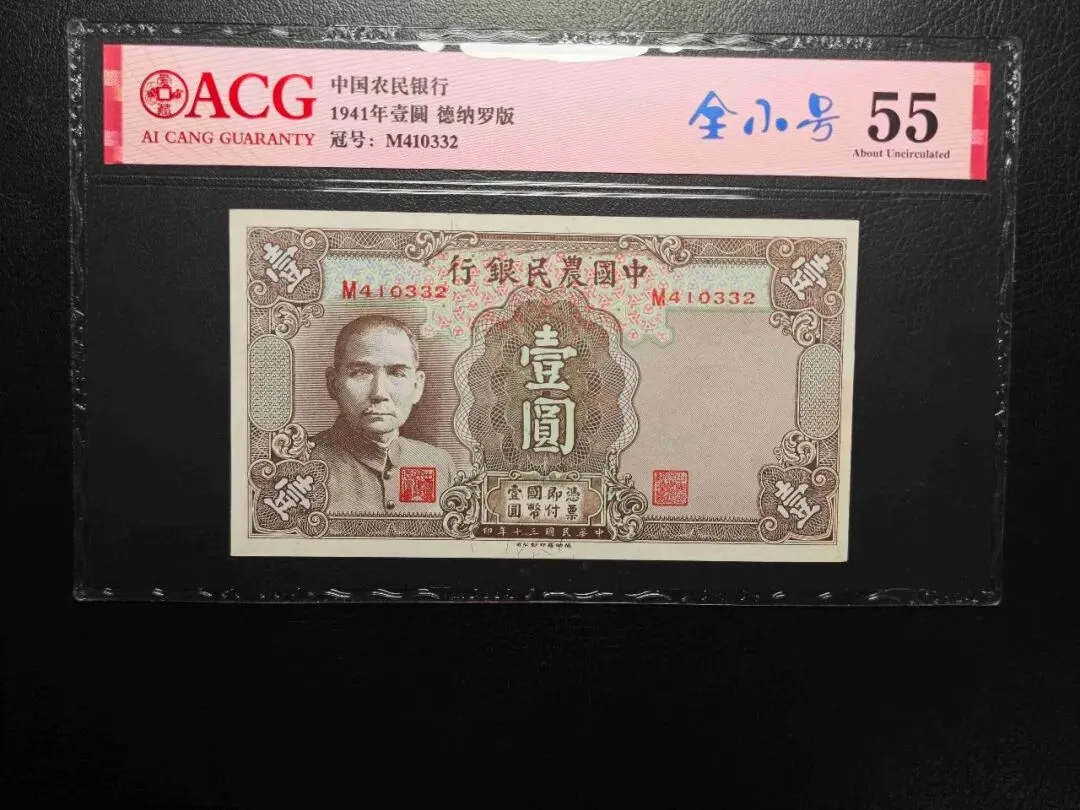 ACG
AI CANG GUARANTY
中国农民银行
1941年壹圆 德纳罗版
冠号：M410332
全小号
55
About Uncirculated
行銀民農國中
M410332
M410332
壹
壹
壹圓
憑票
即付
國幣
壹圓
印年十三國民華中
壹
壹